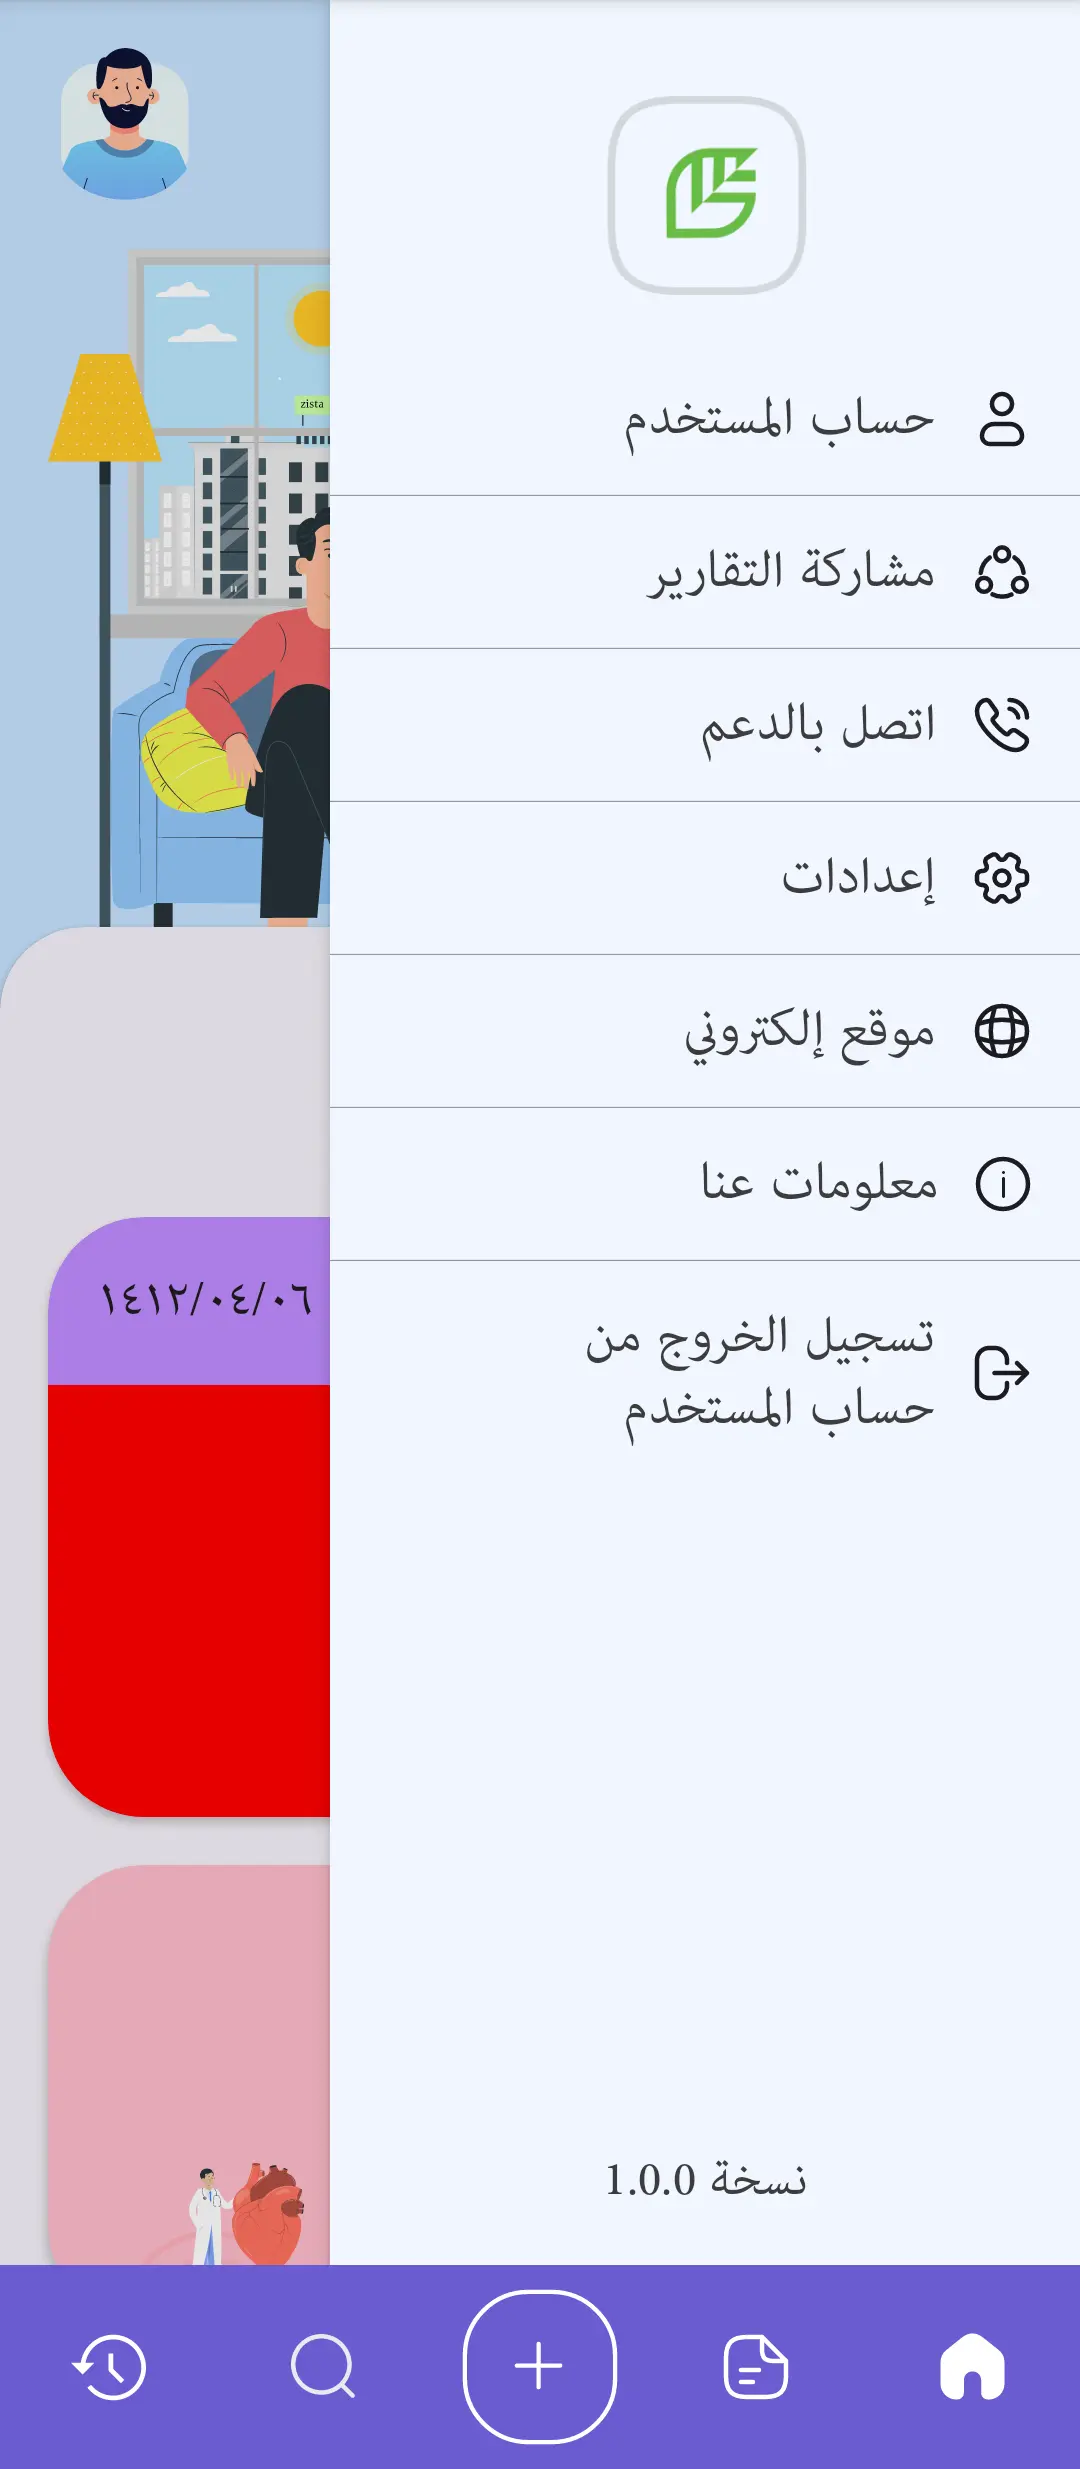 zista
حساب المستخدم
مشاركة التقارير
اتصل بالدعم
إعدادات
موقع إلكتروني
معلومات عنا
١٤١٢/٠٤/٠٦
تسجيل الخروج من
حساب المستخدم
نسخة 1.0.0